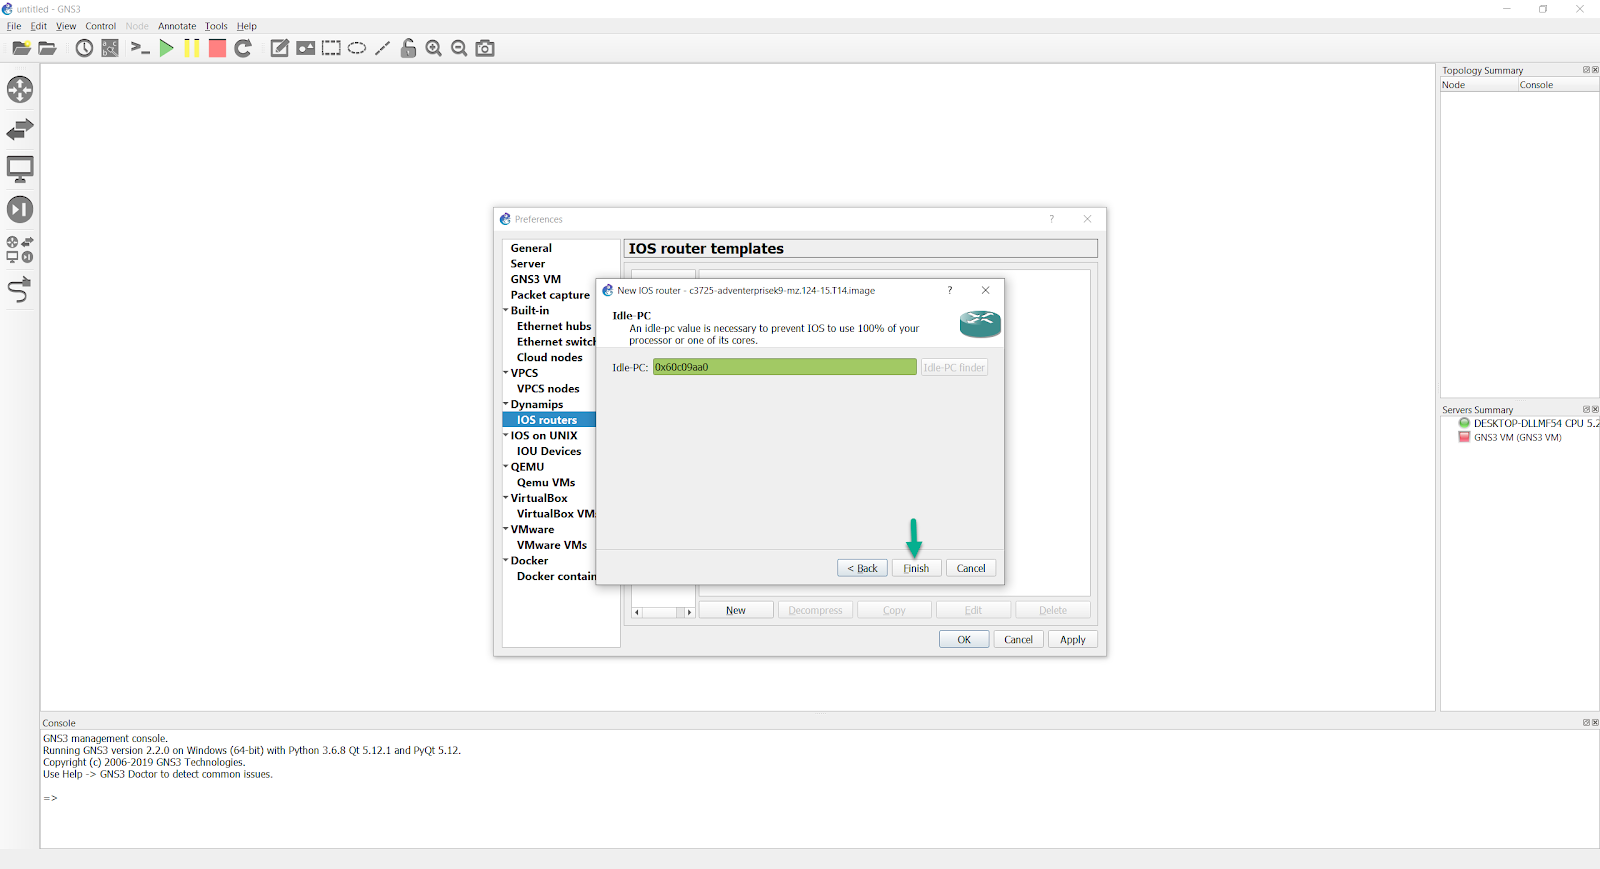 untitled - GNS3
File Edit View Control Node Annotate Tools Help
Topology Summary
Node Console
Preferences
General
Server
GNS3 VM
Packet capture
Built-in
Ethernet hubs
Ethernet switch
Cloud nodes
VPCS
VPCS nodes
Dynamips
IOS routers
IOS on UNIX
IOU Devices
QEMU
Qemu VMs
VirtualBox
VirtualBox VM
VMware
VMware VMs
Docker
Docker contain
IOS router templates
New IOS router - c3725-adventerprisek9-mz.124-15.T14.image
Idle-PC
An idle-pc value is necessary to prevent IOS to use 100% of your
processor or one of its cores.
Idle-PC: 0x60c09aa0 Idle-PC finder
< Back Finish Cancel
New Decompress Copy Edit Delete
OK Cancel Apply
Servers Summary
DESKTOP-DLLMF54 CPU 5.2
GNS3 VM (GNS3 VM)
Console
GNS3 management console.
Running GNS3 version 2.2.0 on Windows (64-bit) with Python 3.6.8 Qt 5.12.1 and PyQt 5.12.
Copyright (c) 2006-2019 GNS3 Technologies.
Use Help -> GNS3 Doctor to detect common issues.
=>